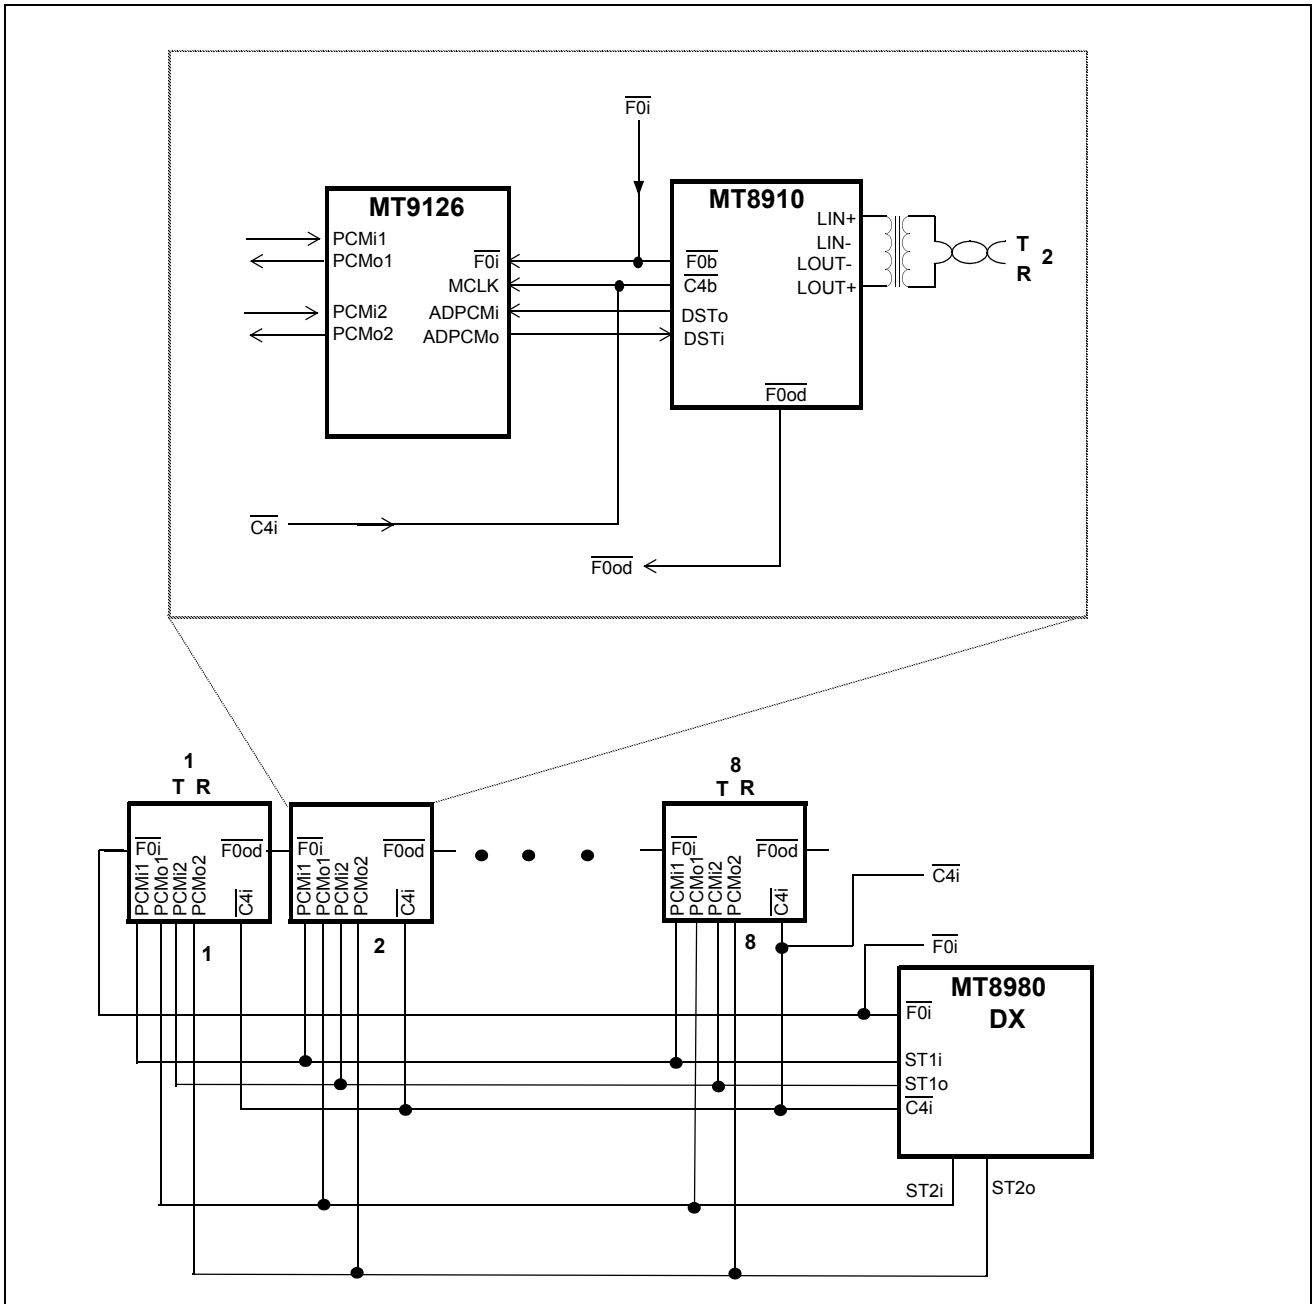 F0i
MT9126
MT8910
PCMi1
PCMo1
PCMi2
PCMo2
F0i
MCLK
ADPCMi
ADPCMo
F0b
C4b
DSTo
DSTi
LIN+
LIN-
LOUT-
LOUT+
T
2
R
F0od
C4i
F0od
1
T R
F0i
F0od
PCMi1
PCMo1
PCMi2
PCMo2
C4i
1
F0i
F0od
PCMi1
PCMo1
PCMi2
PCMo2
C4i
2
8
T R
F0i
F0od
PCMi1
PCMo1
PCMi2
PCMo2
C4i
8
C4i
F0i
MT8980
DX
F0i
ST1i
ST1o
C4i
ST2i
ST2o